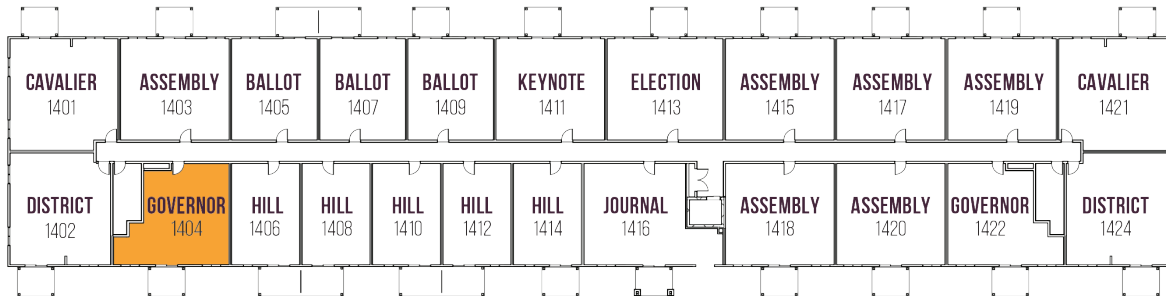 CAVALIER
1401
ASSEMBLY
1403
BALLOT
1405
BALLOT
1407
BALLOT
1409
KEYNOTE
1411
ELECTION
1413
ASSEMBLY
1415
ASSEMBLY
1417
ASSEMBLY
1419
CAVALIER
1421
DISTRICT
1402
GOVERNOR
1404
HILL
1406
HILL
1408
HILL
1410
HILL
1412
HILL
1414
JOURNAL
1416
ASSEMBLY
1418
ASSEMBLY
1420
GOVERNOR
1422
DISTRICT
1424